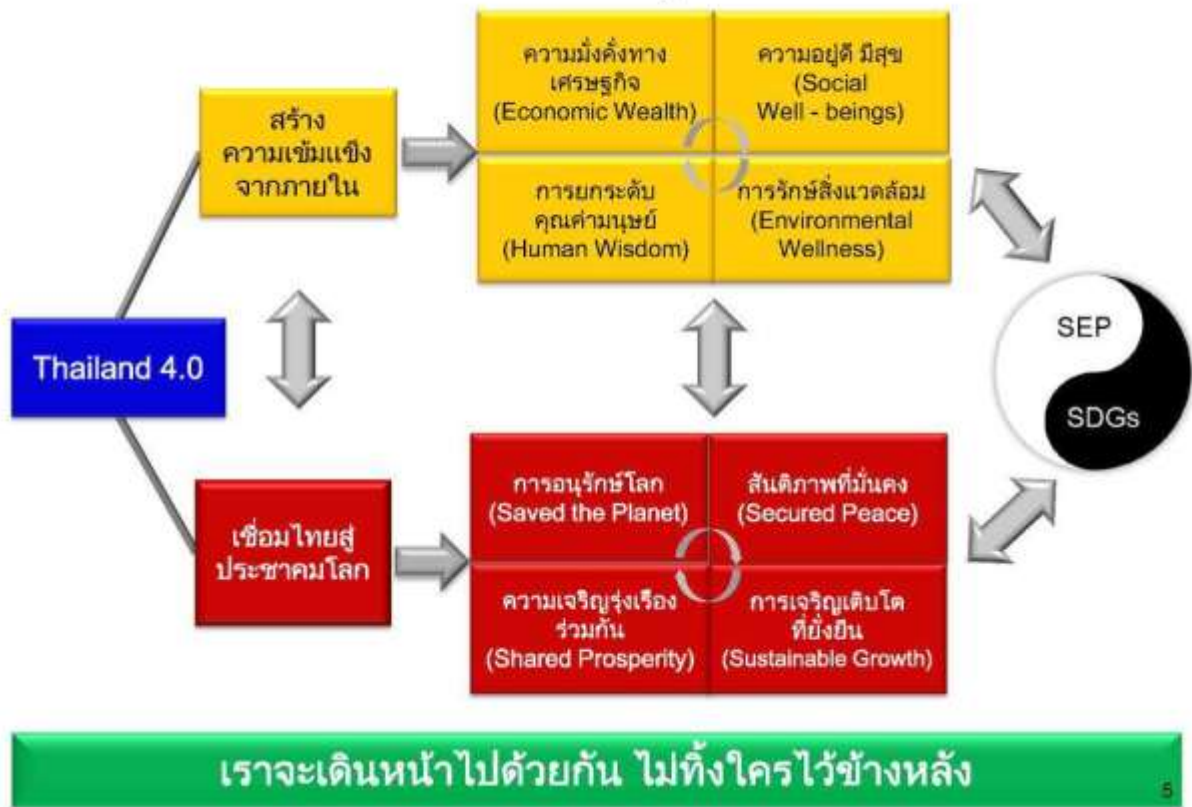 ความมั่งคั่งทาง
เศรษฐกิจ
(Economic Wealth)
ความอยู่ดี มีสุข
(Social
Well - beings)
สร้าง
ความเข้มแข็ง
จากภายใน
การยกระดับ
คุณค่ามนุษย์
(Human Wisdom)
การรักษ์สิ่งแวดล้อม
(Environmental
Wellness)
Thailand 4.0
SEP
SDGs
เชื่อมไทยสู่
ประชาคมโลก
การอนุรักษ์โลก
(Saved the Planet)
สันติภาพที่มั่นคง
(Secured Peace)
ความเจริญรุ่งเรือง
ร่วมกัน
(Shared Prosperity)
การเจริญเติบโต
ที่ยั่งยืน
(Sustainable Growth)
เราจะเดินหน้าไปด้วยกัน ไม่ทิ้งใครไว้ข้างหลัง
5